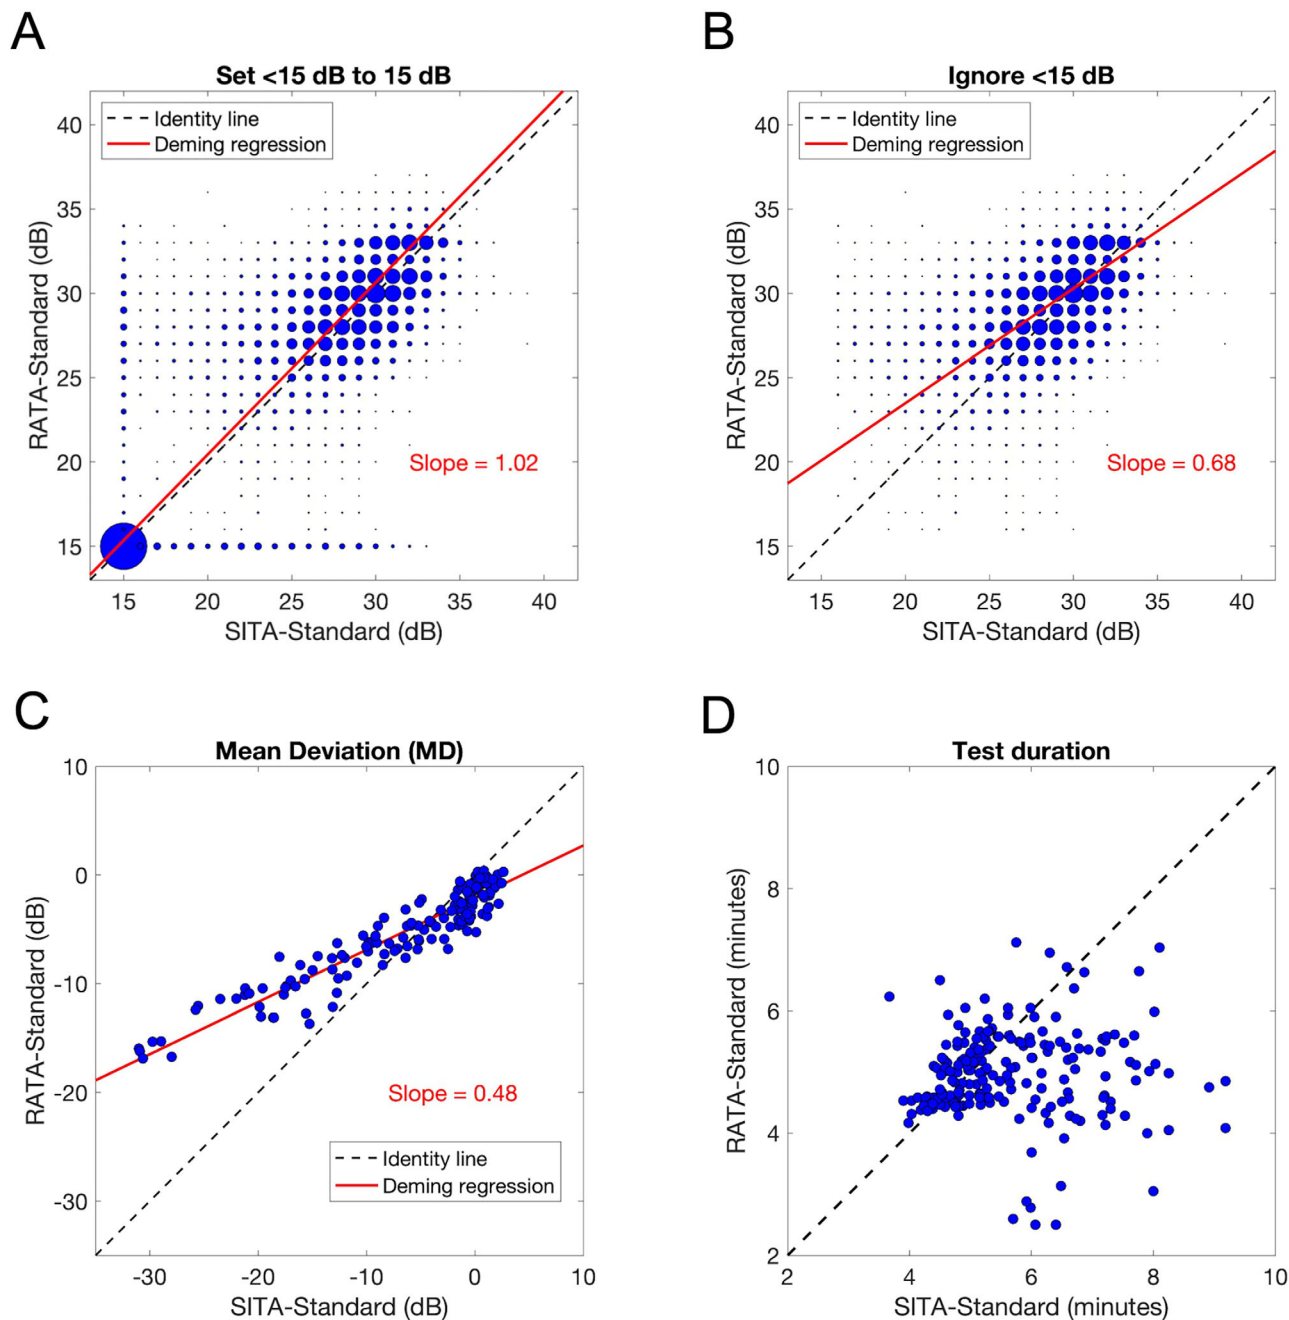 A
Set <15 dB to 15 dB
Identity line
Deming regression
40
35
30
25
20
15
RATA-Standard (dB)
Slope = 1.02
15 20 25 30 35 40
SITA-Standard (dB)
B
Ignore <15 dB
Identity line
Deming regression
40
35
30
25
20
15
RATA-Standard (dB)
Slope = 0.68
15 20 25 30 35 40
SITA-Standard (dB)
C
Mean Deviation (MD)
10
0
-10
-20
-30
RATA-Standard (dB)
Slope = 0.48
Identity line
Deming regression
-30 -20 -10 0 10
SITA-Standard (dB)
D
Test duration
10
8
6
4
2
RATA-Standard (minutes)
2 4 6 8 10
SITA-Standard (minutes)